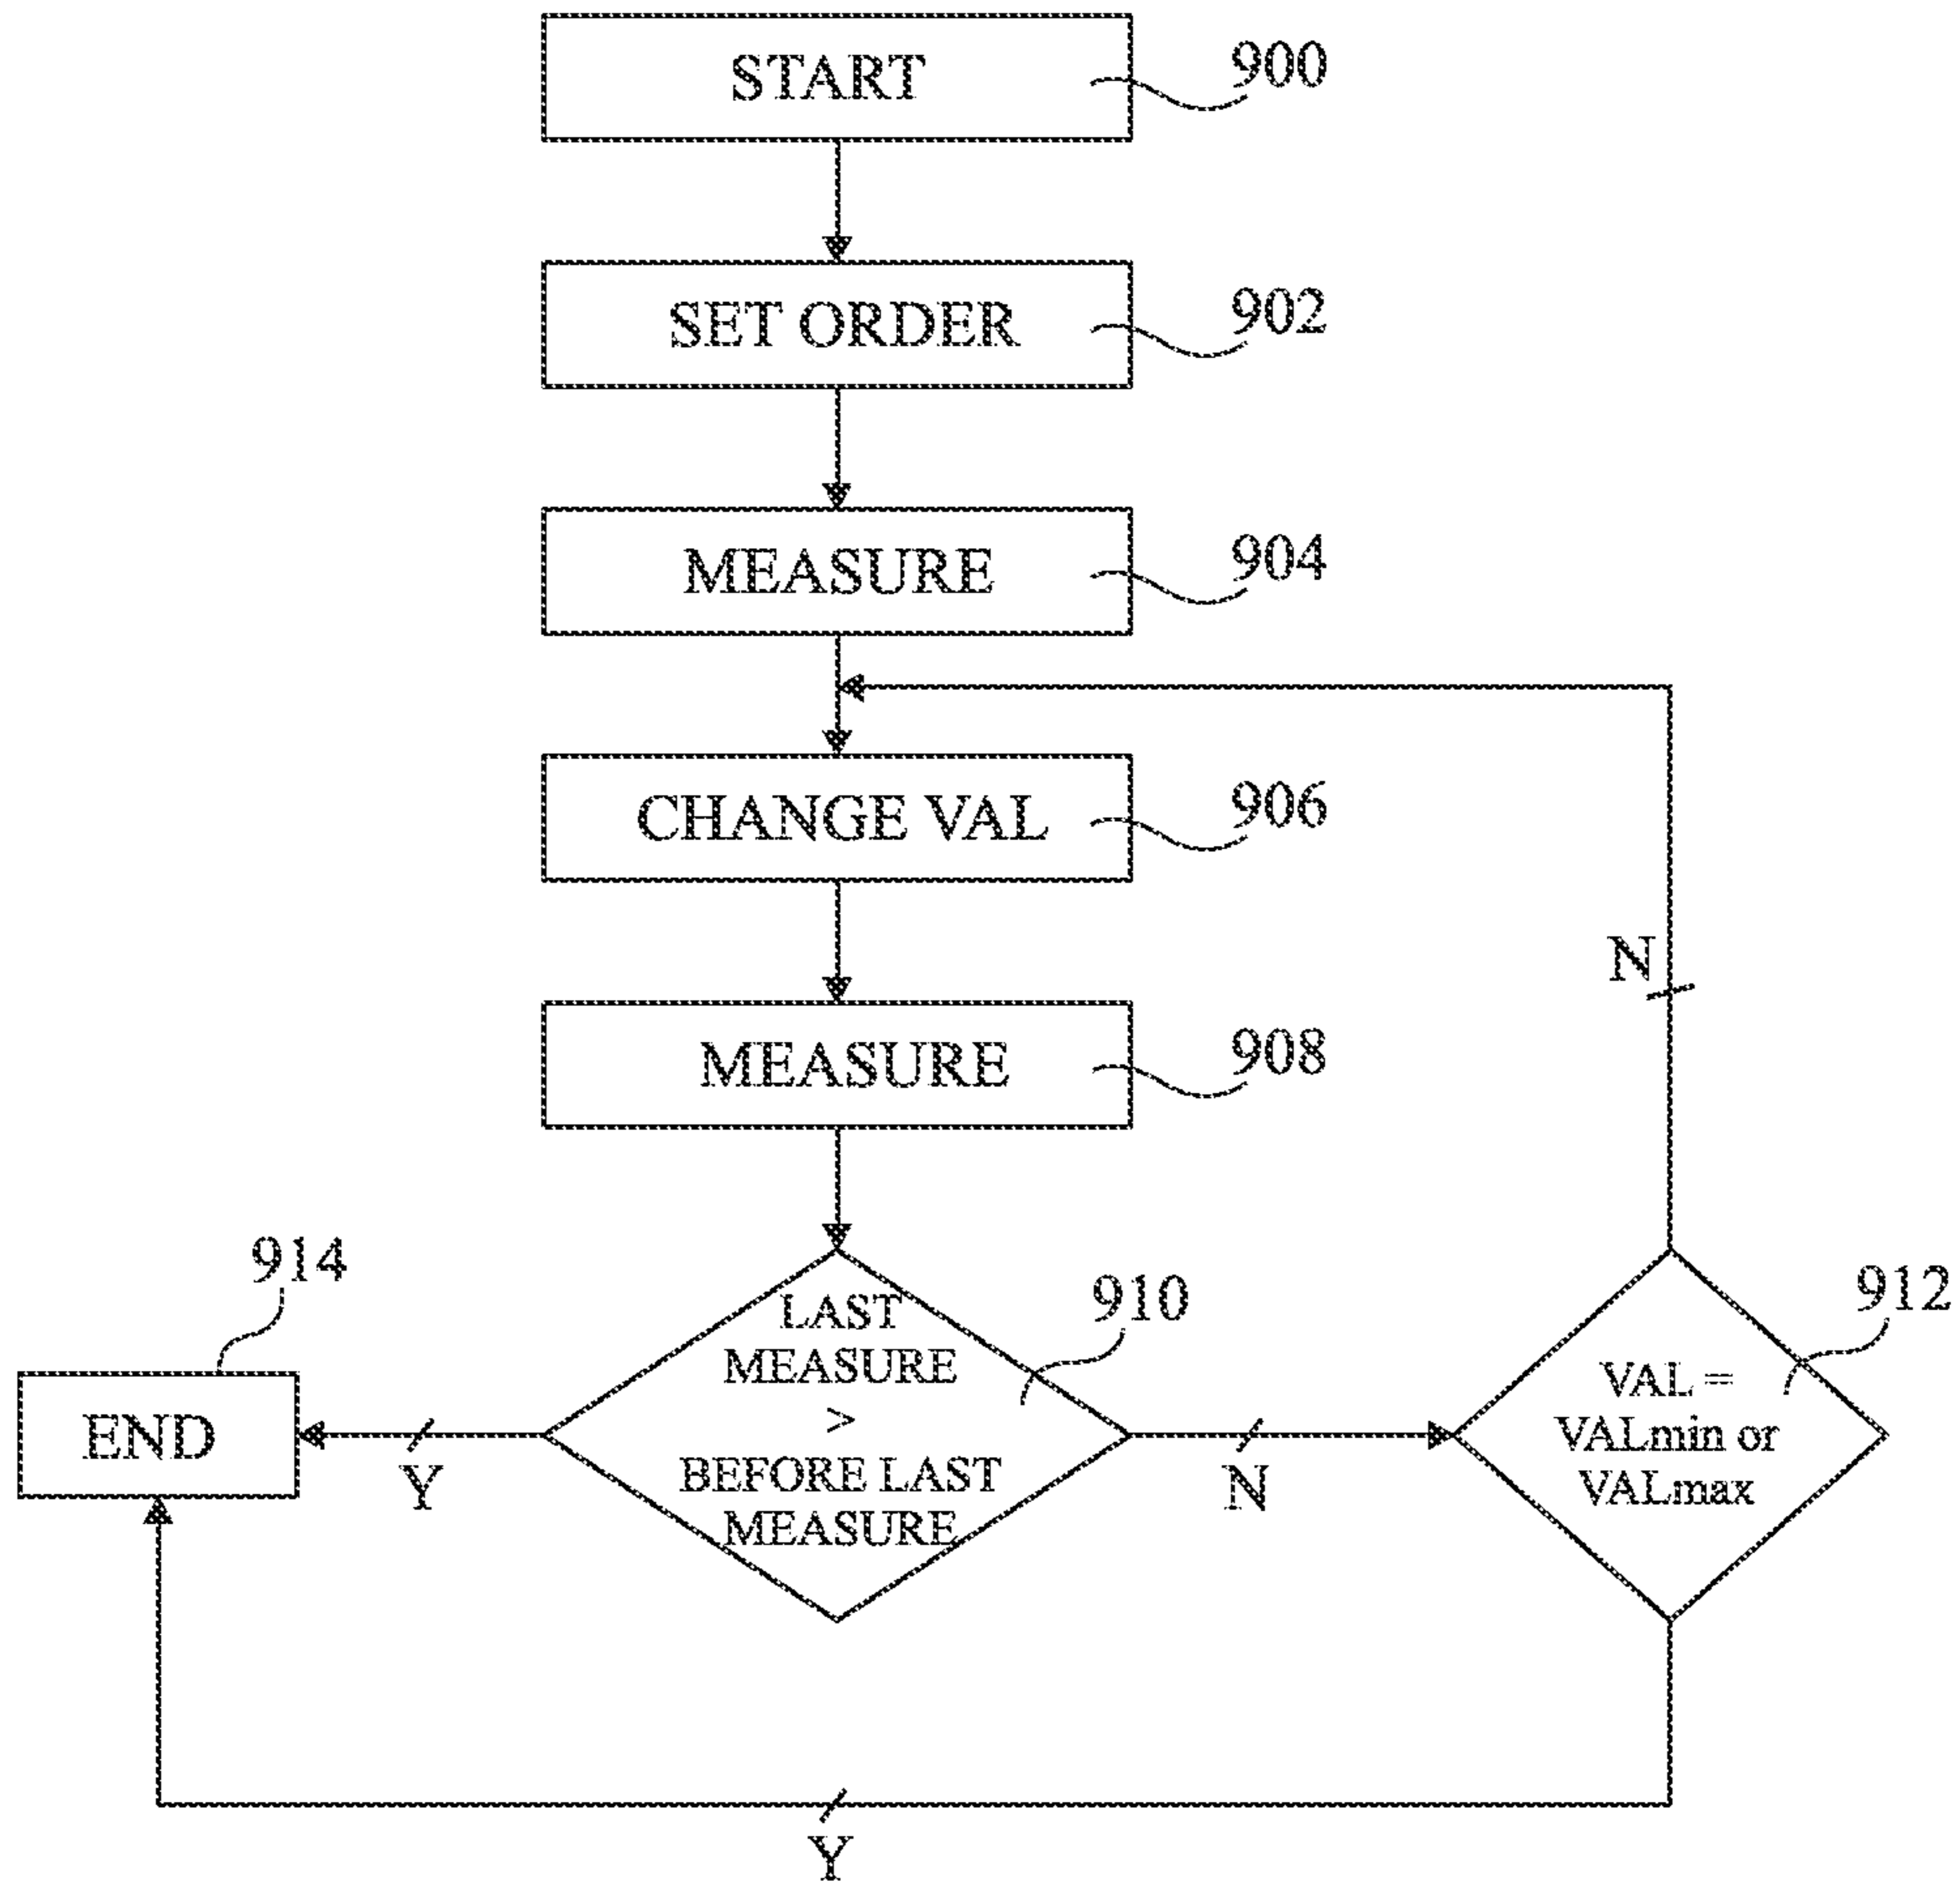 START
900
SET ORDER
902
MEASURE
904
CHANGE VAL
906
MEASURE
908
N
914
END
Y
LAST
MEASURE
>
BEFORE LAST
MEASURE
910
N
VAL =
VALmin or
VALmax
912
Y